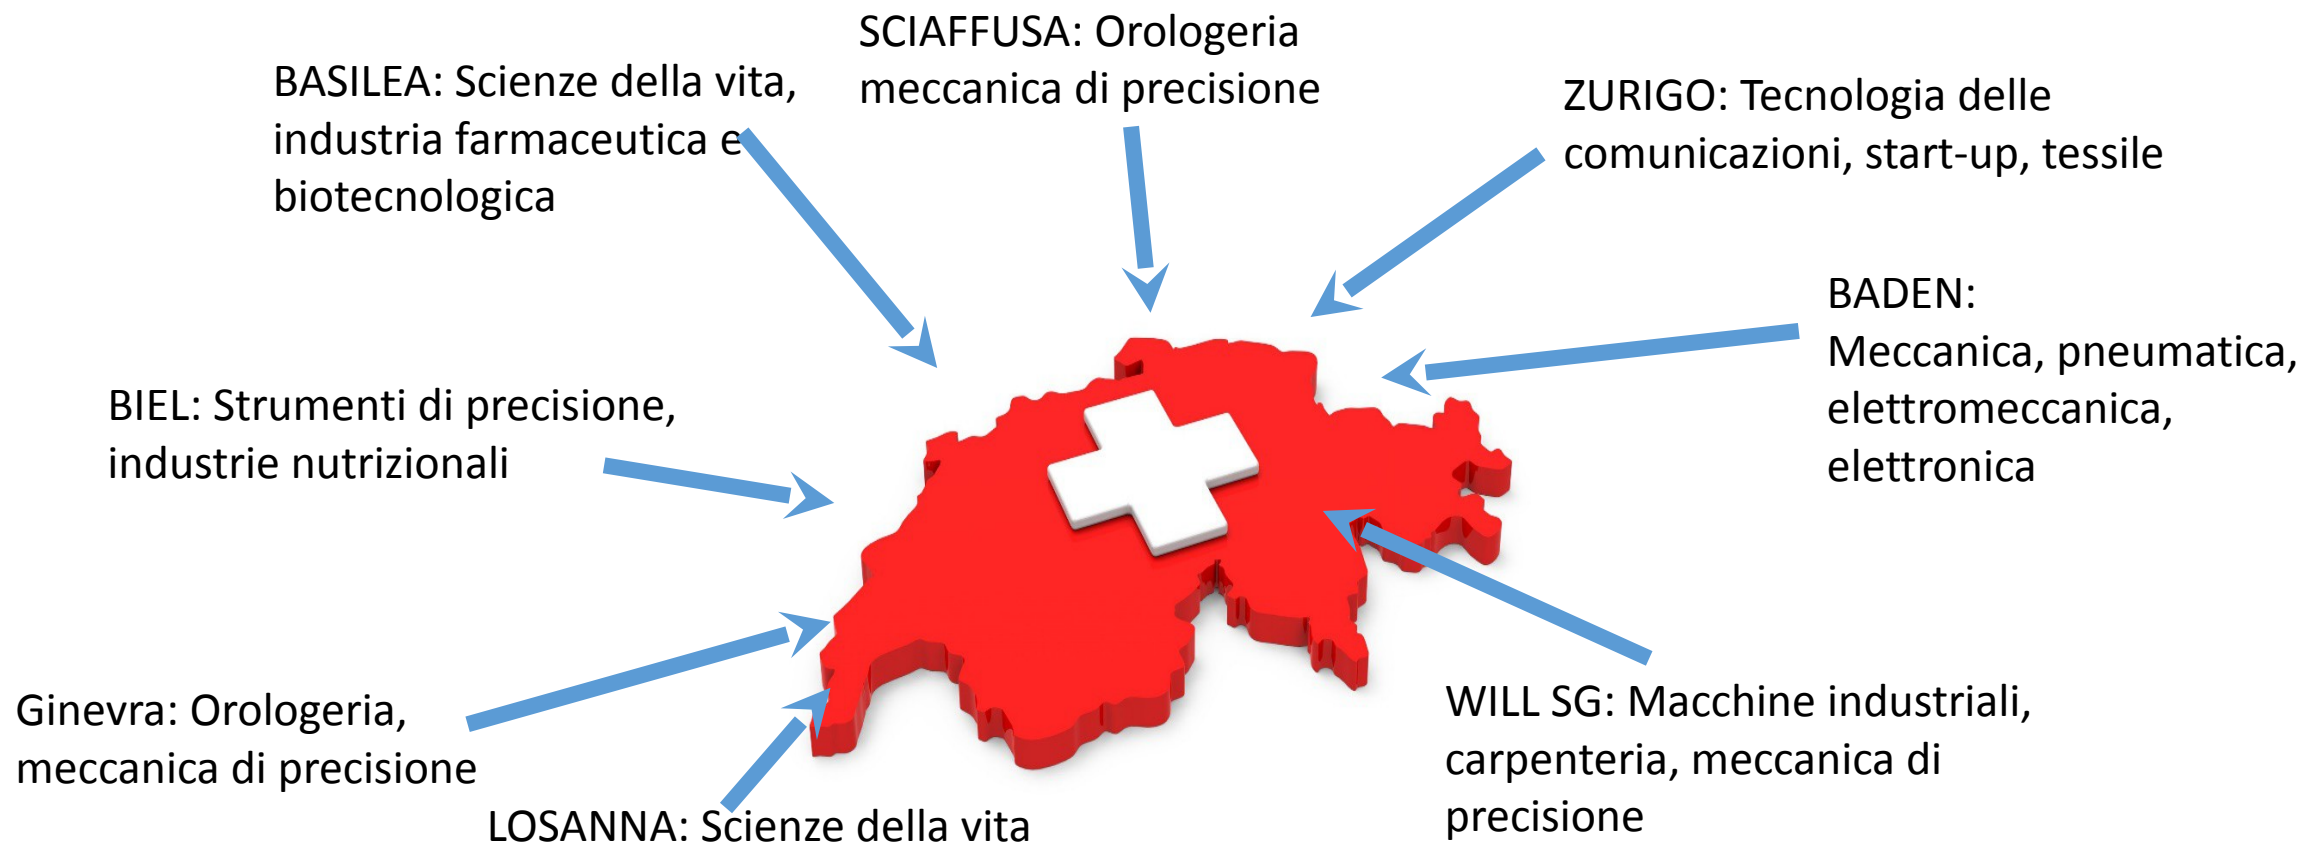 SCIAFFUSA: Orologeria
meccanica di precisione
BASILEA: Scienze della vita,
industria farmaceutica e
biotecnologica
ZURIGO: Tecnologia delle
comunicazioni, start-up, tessile
BADEN:
Meccanica, pneumatica,
elettromeccanica,
elettronica
BIEL: Strumenti di precisione,
industrie nutrizionali
Ginevra: Orologeria,
meccanica di precisione
LOSANNA: Scienze della vita
WILL SG: Macchine industriali,
carpenteria, meccanica di
precisione